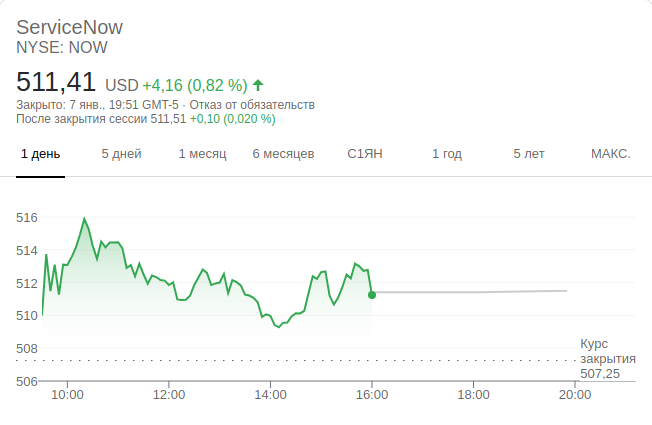 ServiceNow
NYSE: NOW
511,41 USD +4,16 (0,82 %)
Закрыто: 7 янв., 19:51 GMT-5 · Отказ от обязательств
После закрытия сессии 511,51 +0,10 (0,020 %)
1 день 5 дней 1 месяц 6 месяцев С1ЯН 1 год 5 лет МАКС.
516
514
512
510
508
506
Курс
закрытия
507,25
10:00 12:00 14:00 16:00 18:00 20:00